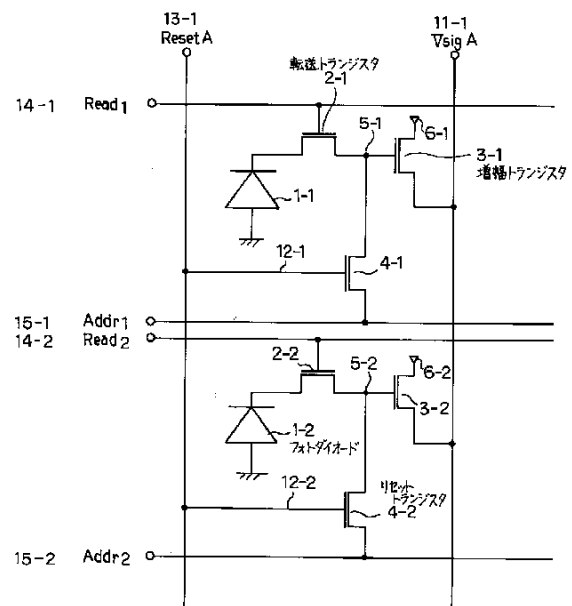 13-1
Reset A
11-1
Vsig A
転送トランジスタ
2-1
14-1 Read1
5-1
6-1
3-1
増幅トランジスタ
1-1
12-1
4-1
15-1 Addr1
14-2 Read2
2-2
5-2
6-2
3-2
1-2
フォトダイオード
12-2
リセット
トランジスタ
4-2
15-2 Addr2